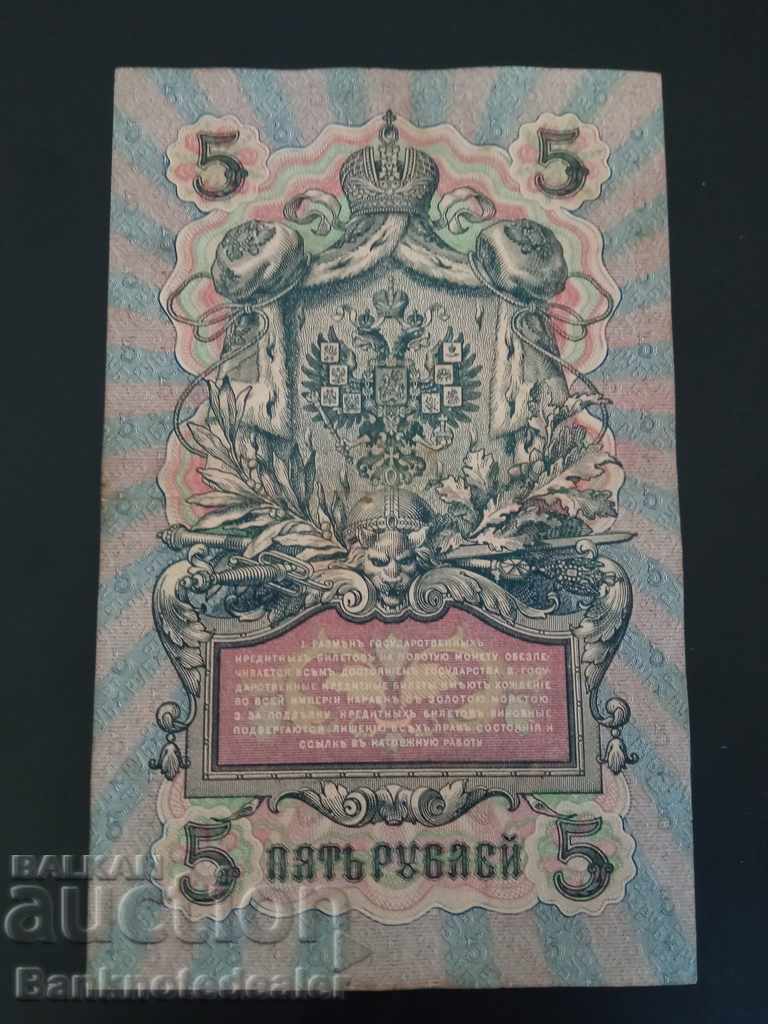 5 5
1. РАЗМѢНЪ ГОСУДАРСТВЕННЫХЪ
КРЕДИТНЫХЪ БИЛЕТОВЪ НА ЗОЛОТУЮ МОНЕТУ ОБЕЗПЕ-
ЧИВАЕТСЯ ВСѢМЪ ДОСТОЯНІЕМЪ ГОСУДАРСТВА. 2. ГОСУ-
ДАРСТВЕННЫЕ КРЕДИТНЫЕ БИЛЕТЫ ИМѢЮТЪ ХОЖДЕНІЕ
ВО ВСЕЙ ИМПЕРІИ НАРАВНѢ СЪ ЗОЛОТОЮ МОНЕТОЮ.
3. ЗА ПОДДѢЛКУ КРЕДИТНЫХЪ БИЛЕТОВЪ ВИНОВНЫЕ
ПОДВЕРГАЮТСЯ ЛИШЕНІЮ ВСѢХЪ ПРАВЪ СОСТОЯНІЯ И
ССЫЛКѢ ВЪ КАТОРЖНУЮ РАБОТУ
5 ПЯТЬ РУБЛЕЙ 5
BALKAN
auction
Banknotedealer